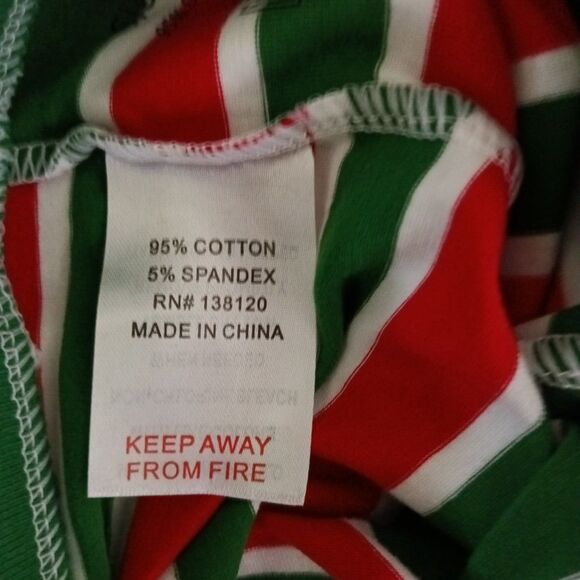 95% COTTON
5% SPANDEX
RN# 138120
MADE IN CHINA
KEEP AWAY
FROM FIRE